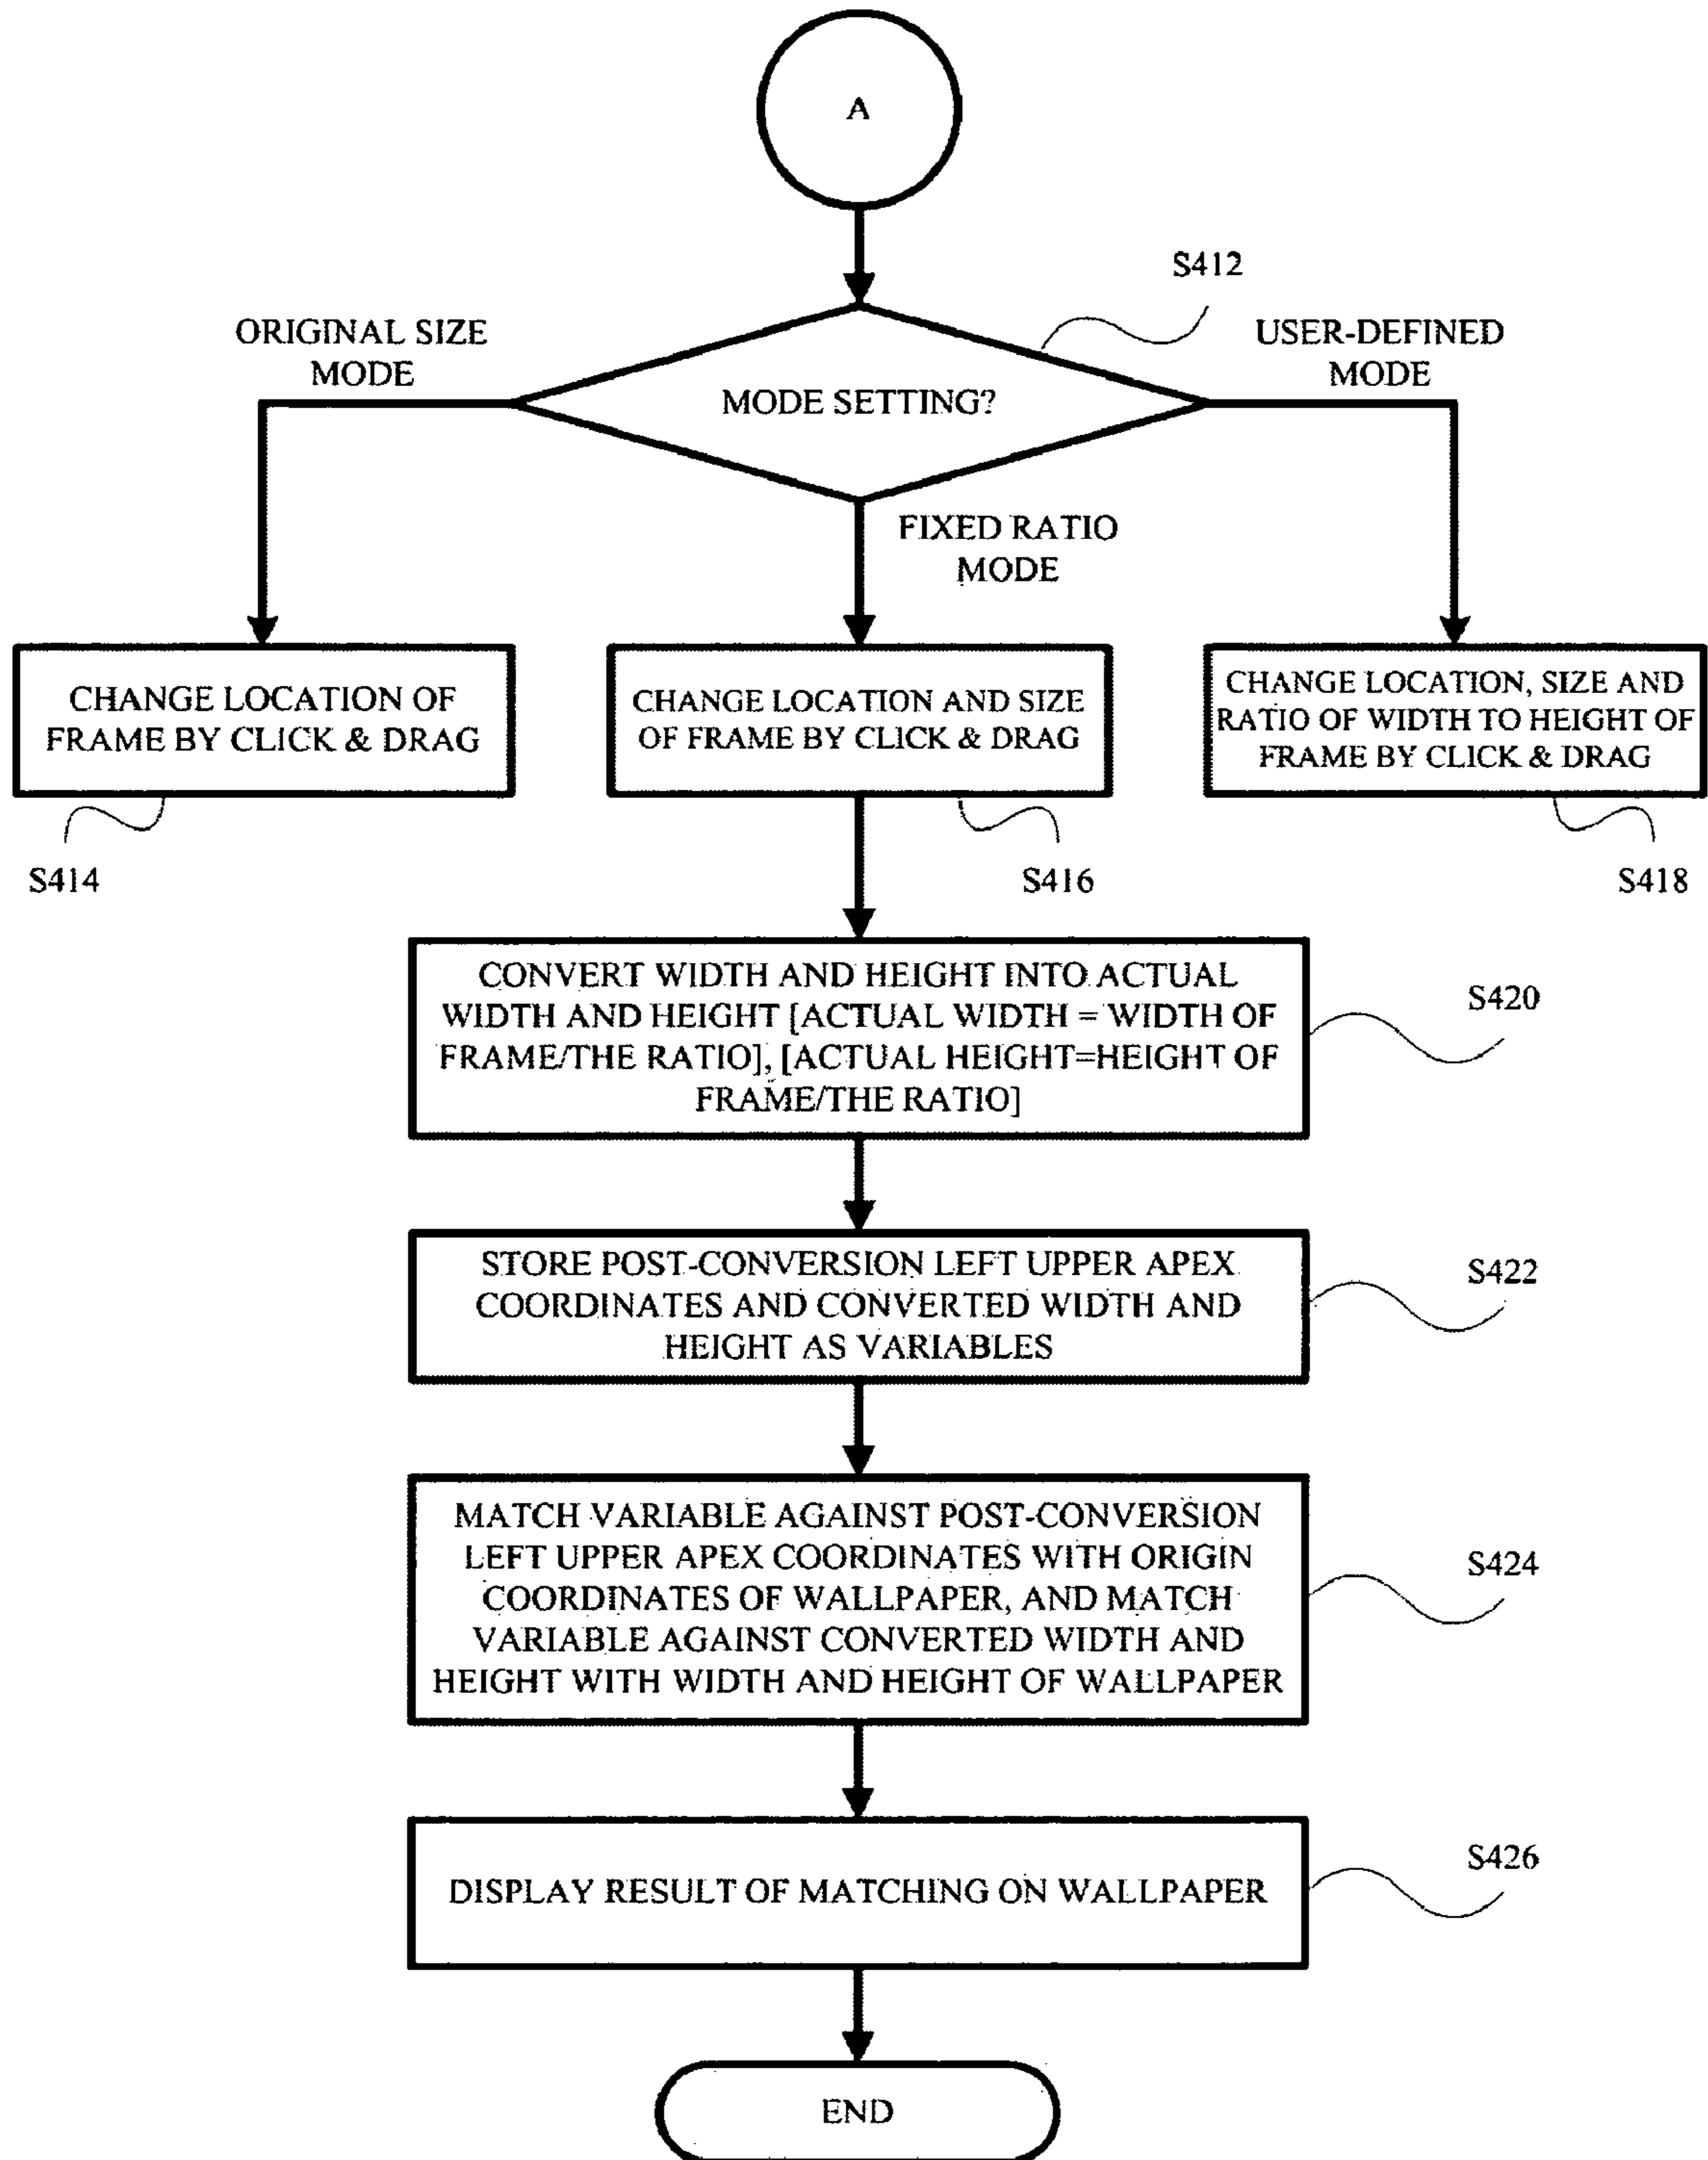 A
S412
ORIGINAL SIZE
MODE
USER-DEFINED
MODE
MODE SETTING?
FIXED RATIO
MODE
CHANGE LOCATION OF
FRAME BY CLICK & DRAG
CHANGE LOCATION AND SIZE
OF FRAME BY CLICK & DRAG
CHANGE LOCATION, SIZE AND
RATIO OF WIDTH TO HEIGHT OF
FRAME BY CLICK & DRAG
S414
S416
S418
CONVERT WIDTH AND HEIGHT INTO ACTUAL
WIDTH AND HEIGHT [ACTUAL WIDTH = WIDTH OF
FRAME/THE RATIO], [ACTUAL HEIGHT=HEIGHT OF
FRAME/THE RATIO]
S420
STORE POST-CONVERSION LEFT UPPER APEX
COORDINATES AND CONVERTED WIDTH AND
HEIGHT AS VARIABLES
S422
MATCH VARIABLE AGAINST POST-CONVERSION
LEFT UPPER APEX COORDINATES WITH ORIGIN
COORDINATES OF WALLPAPER, AND MATCH
VARIABLE AGAINST CONVERTED WIDTH AND
HEIGHT WITH WIDTH AND HEIGHT OF WALLPAPER
S424
DISPLAY RESULT OF MATCHING ON WALLPAPER
S426
END